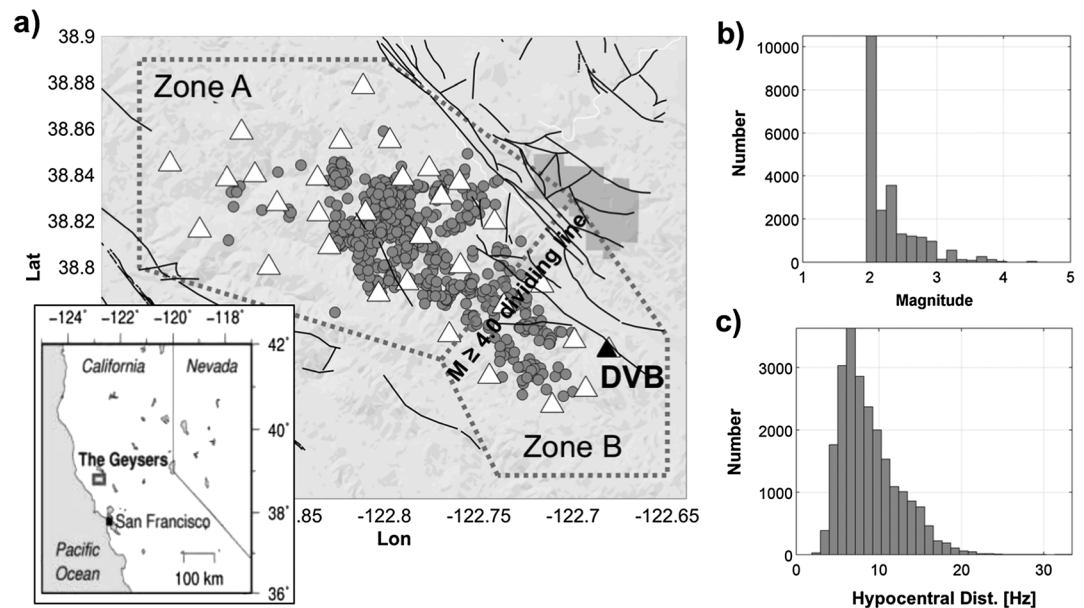 a)
38.9
38.88
38.86
38.84
38.82
38.8
Lat
Zone A
M ≥ 4.0 dividing line
DVB
Zone B
.85
-122.8
-122.75
-122.7
-122.65
Lon
−124˚ −122˚ −120˚ −118˚
42˚
40˚
38˚
36˚
California
Nevada
The Geysers
San Francisco
Pacific
Ocean
100 km
b)
10000
8000
6000
4000
2000
0
Number
1 2 3 4 5
Magnitude
c)
3000
2000
1000
0
Number
0 10 20 30
Hypocentral Dist. [Hz]